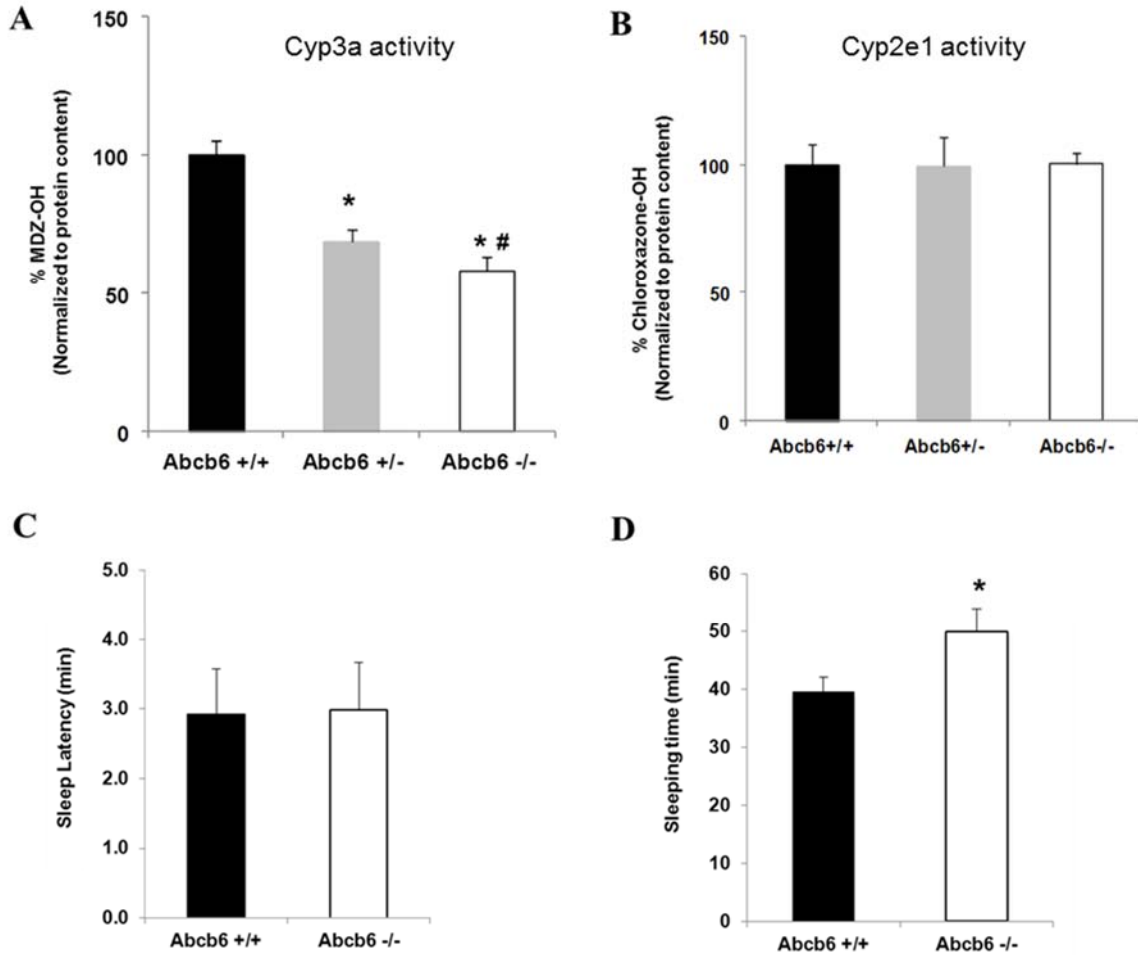 A
Cyp3a activity
% MDZ-OH
(Normalized to protein content)
150
100
50
0
*
* #
Abcb6 +/+
Abcb6 +/-
Abcb6 -/-
B
Cyp2e1 activity
% Chloroxazone-OH
(Normalized to protein content)
150
100
50
0
Abcb6+/+
Abcb6+/-
Abcb6-/-
C
Sleep Latency (min)
5.0
4.0
3.0
2.0
1.0
0.0
Abcb6 +/+
Abcb6 -/-
D
Sleeping time (min)
60
50
40
30
20
10
0
*
Abcb6 +/+
Abcb6 -/-